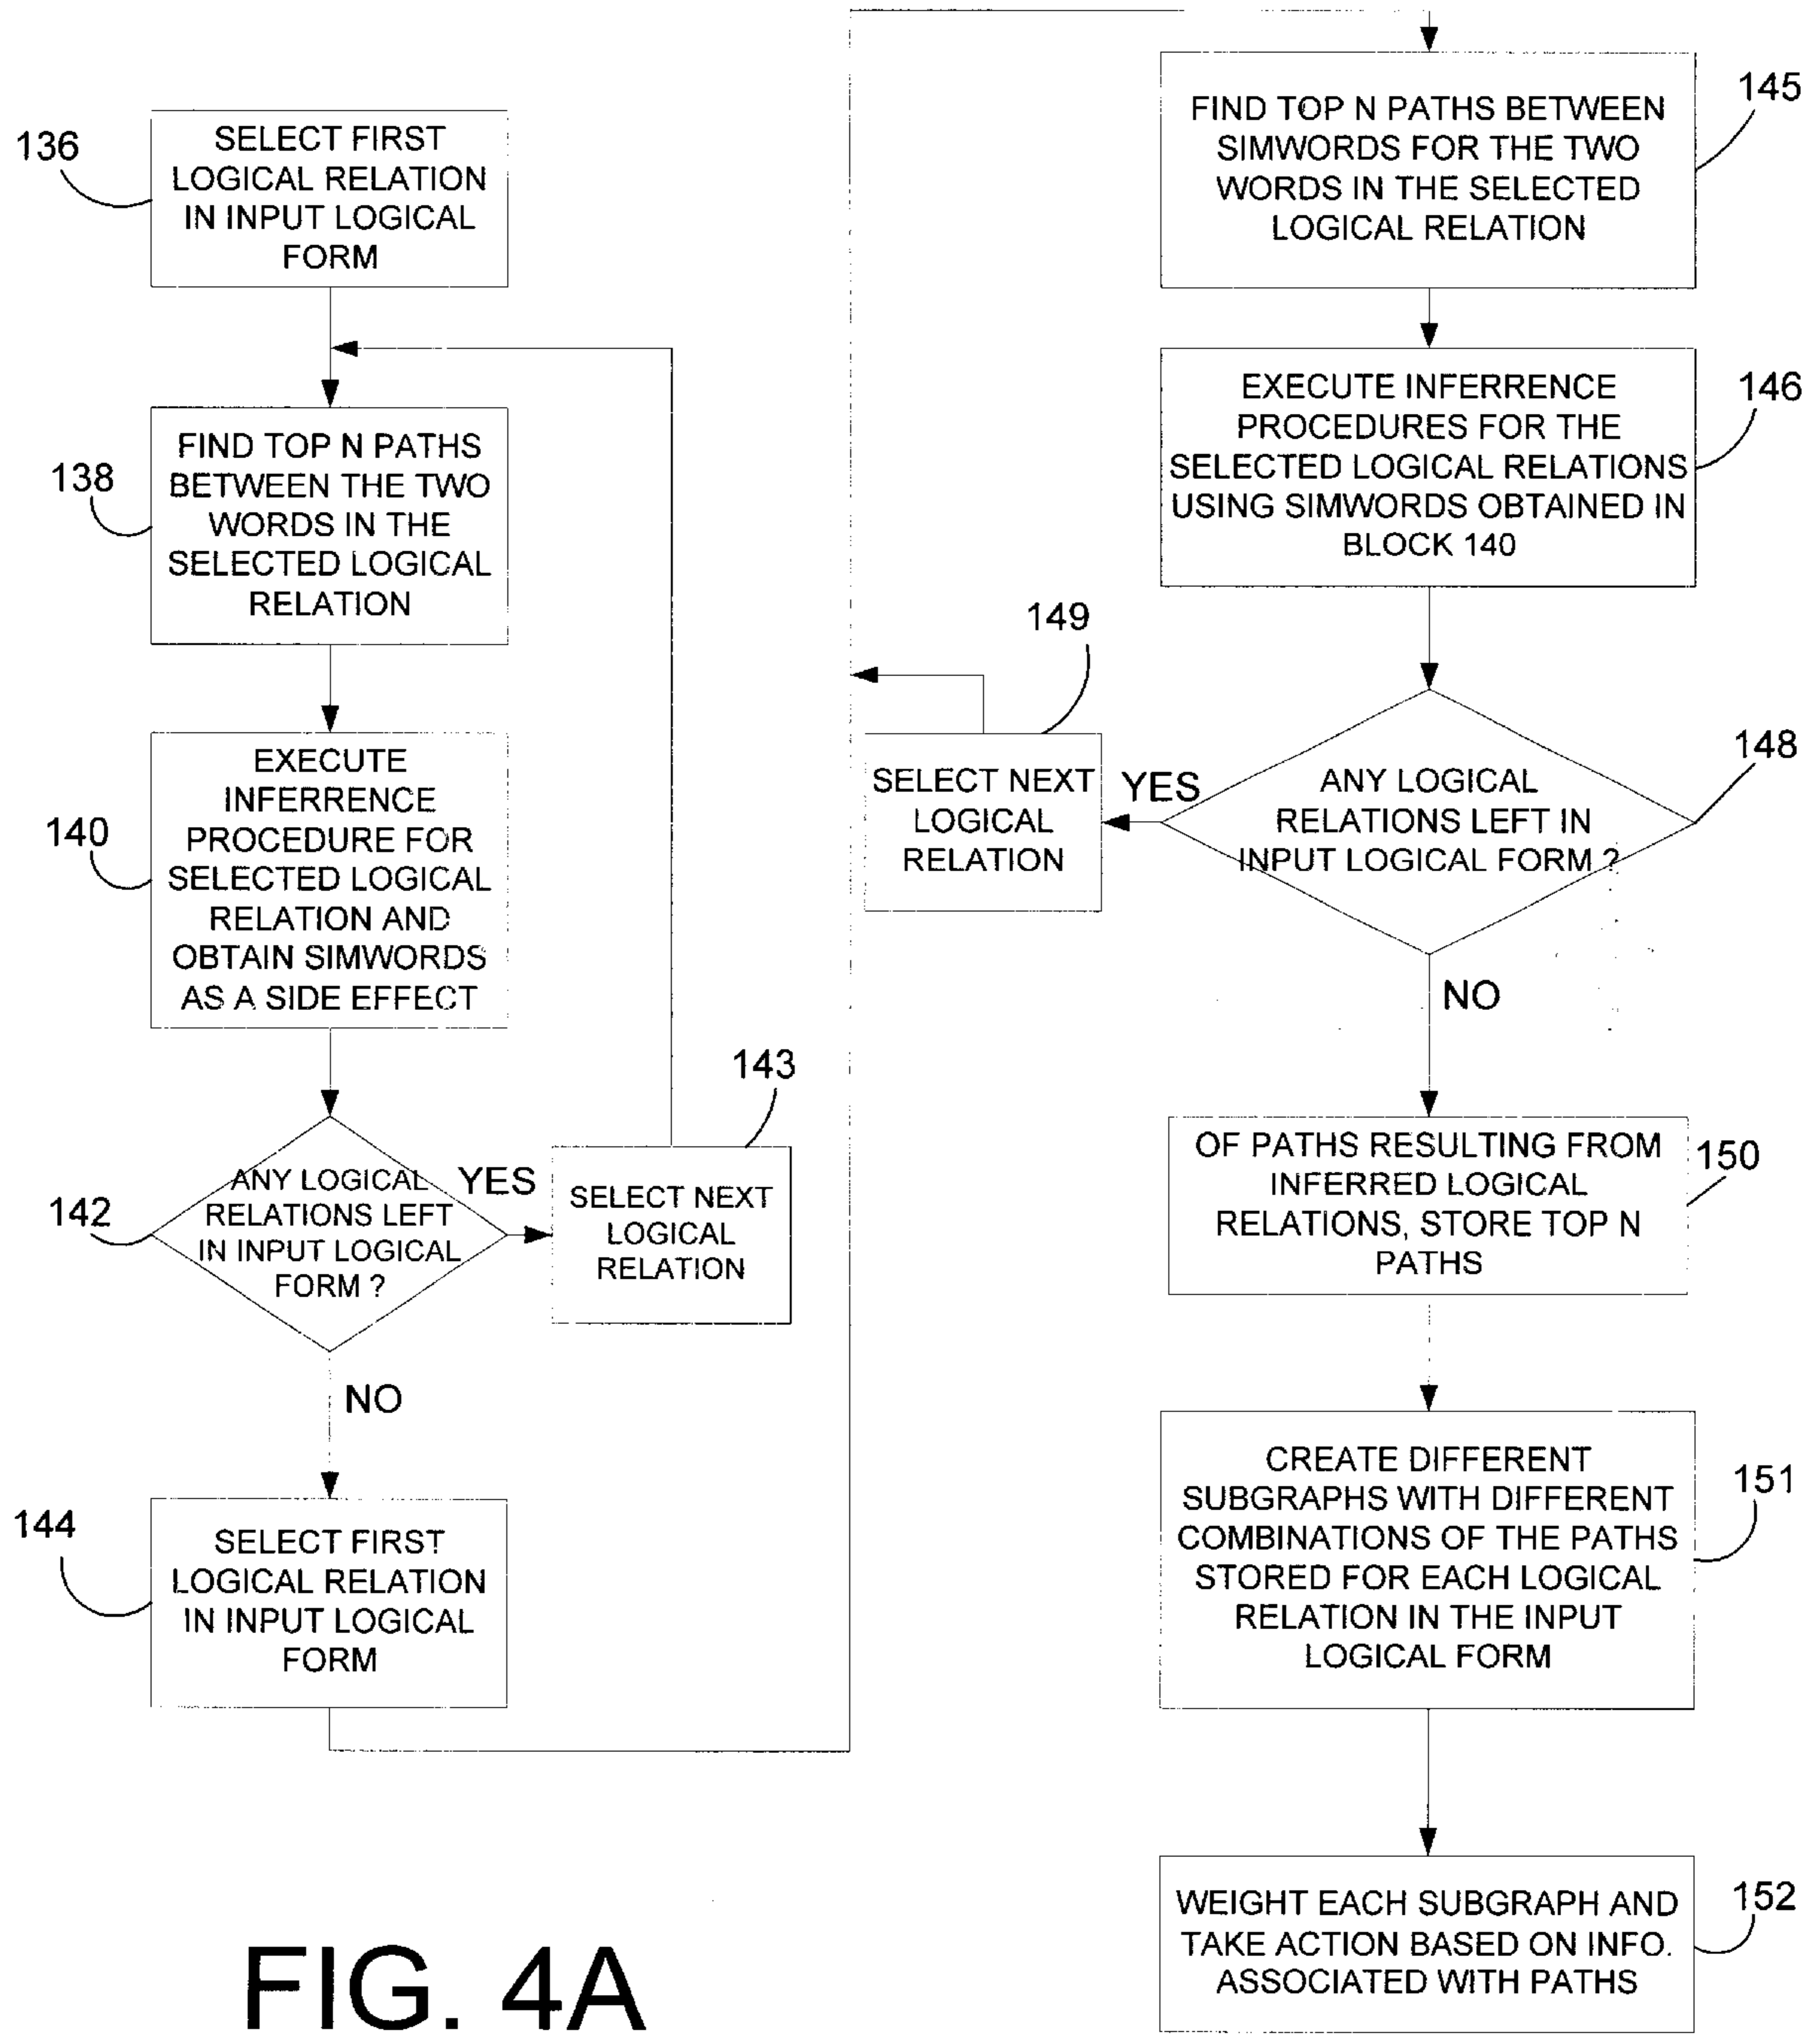 136
SELECT FIRST
LOGICAL RELATION
IN INPUT LOGICAL
FORM
138
FIND TOP N PATHS
BETWEEN THE TWO
WORDS IN THE
SELECTED LOGICAL
RELATION
140
EXECUTE
INFERRENCE
PROCEDURE FOR
SELECTED LOGICAL
RELATION AND
OBTAIN SIMWORDS
AS A SIDE EFFECT
142
ANY LOGICAL
RELATIONS LEFT
IN INPUT LOGICAL
FORM ?
YES
143
SELECT NEXT
LOGICAL
RELATION
NO
144
SELECT FIRST
LOGICAL RELATION
IN INPUT LOGICAL
FORM
145
FIND TOP N PATHS BETWEEN
SIMWORDS FOR THE TWO
WORDS IN THE SELECTED
LOGICAL RELATION
146
EXECUTE INFERRENCE
PROCEDURES FOR THE
SELECTED LOGICAL RELATIONS
USING SIMWORDS OBTAINED IN
BLOCK 140
148
ANY LOGICAL
RELATIONS LEFT IN
INPUT LOGICAL FORM ?
YES
149
SELECT NEXT
LOGICAL
RELATION
NO
150
OF PATHS RESULTING FROM
INFERRED LOGICAL
RELATIONS, STORE TOP N
PATHS
151
CREATE DIFFERENT
SUBGRAPHS WITH DIFFERENT
COMBINATIONS OF THE PATHS
STORED FOR EACH LOGICAL
RELATION IN THE INPUT
LOGICAL FORM
152
WEIGHT EACH SUBGRAPH AND
TAKE ACTION BASED ON INFO.
ASSOCIATED WITH PATHS
FIG. 4A